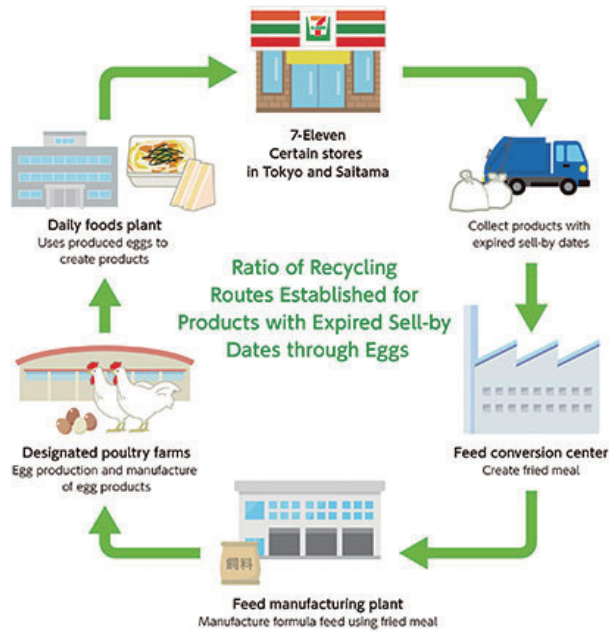 7-Eleven
Certain stores
in Tokyo and Saitama
Collect products with
expired sell-by dates
Feed conversion center
Create fried meal
飼料
Feed manufacturing plant
Manufacture formula feed using fried meal
Designated poultry farms
Egg production and manufacture
of egg products
Daily foods plant
Uses produced eggs to
create products
Ratio of Recycling
Routes Established for
Products with Expired Sell-by
Dates through Eggs